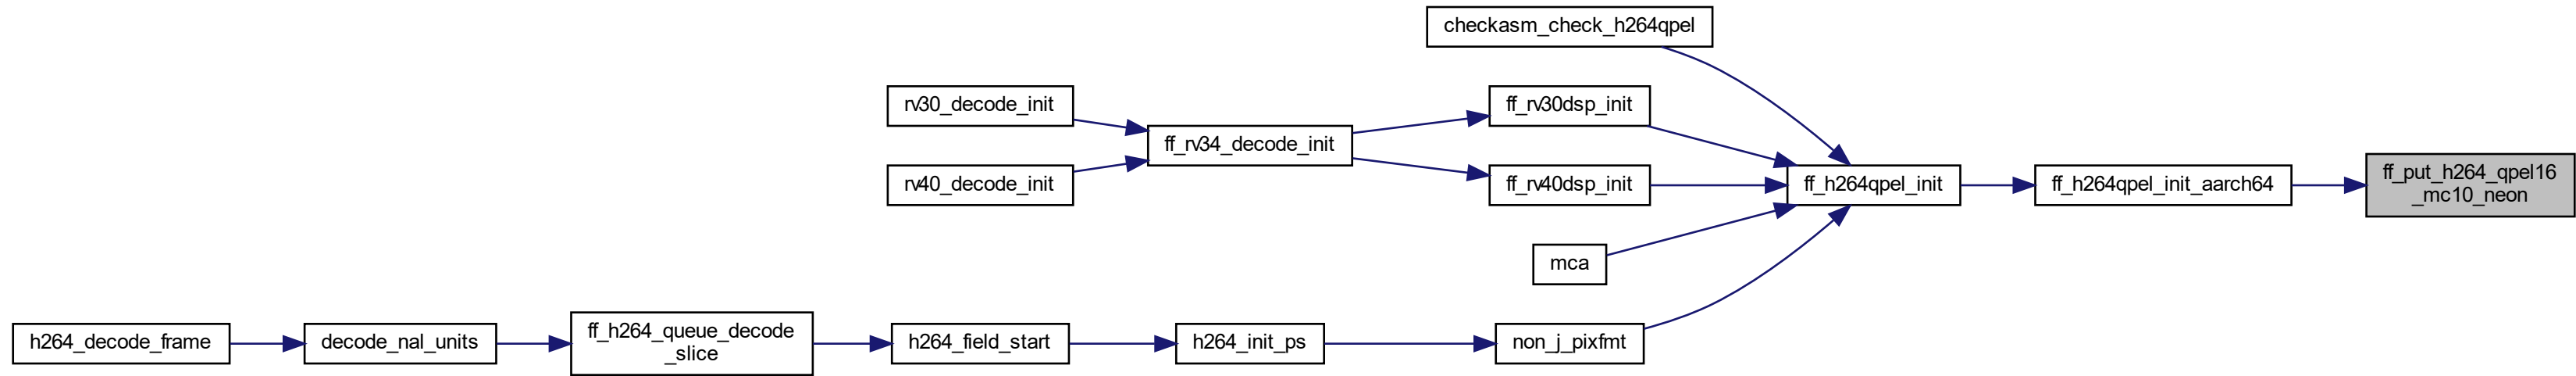 checkasm_check_h264qpel
rv30_decode_init
ff_rv30dsp_init
ff_rv34_decode_init
rv40_decode_init
ff_rv40dsp_init
ff_h264qpel_init
ff_h264qpel_init_aarch64
ff_put_h264_qpel16
_mc10_neon
mca
h264_decode_frame
decode_nal_units
ff_h264_queue_decode
_slice
h264_field_start
h264_init_ps
non_j_pixfmt